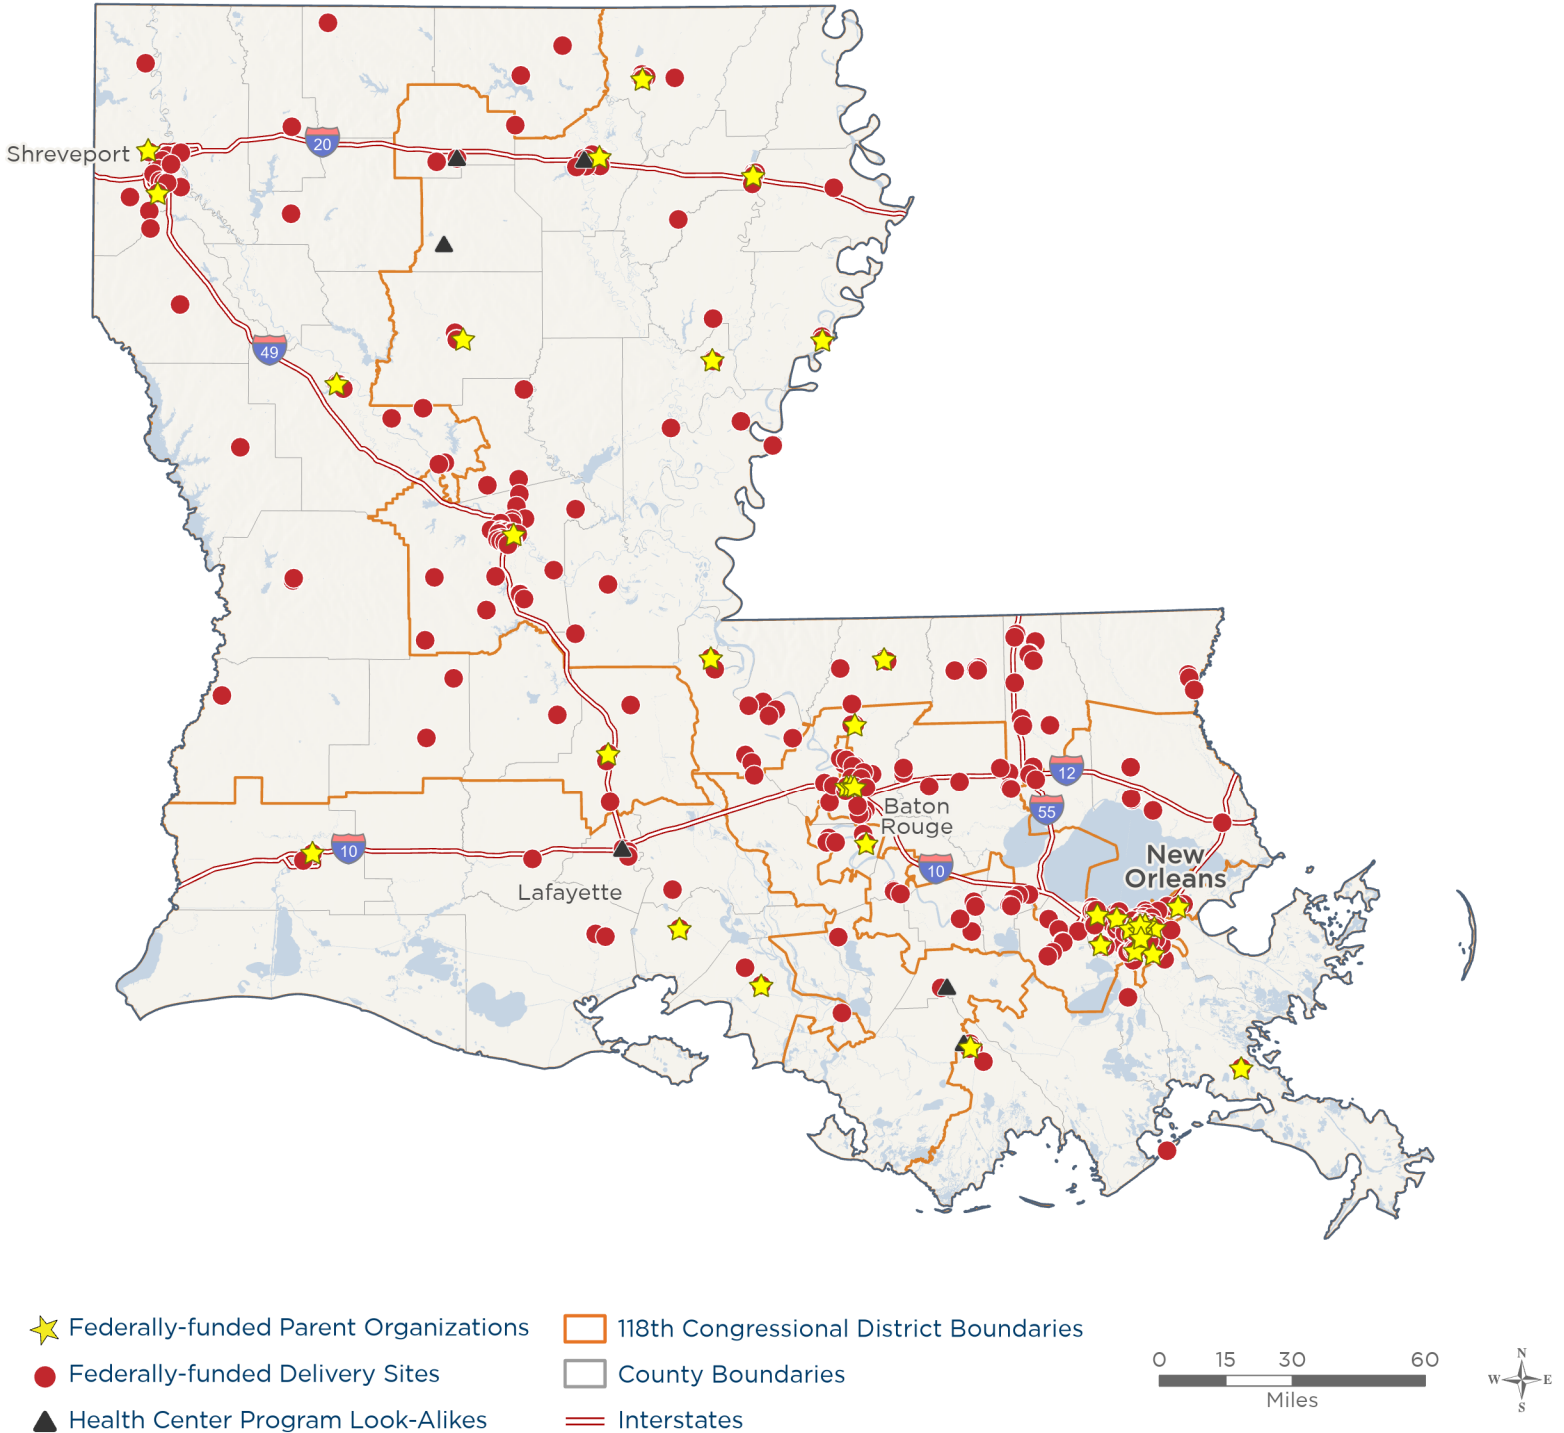 20
Shreveport
49
12
55
Baton
Rouge
10
10
New
Orleans
Lafayette
Federally-funded Parent Organizations
Federally-funded Delivery Sites
Health Center Program Look-Alikes
118th Congressional District Boundaries
County Boundaries
Interstates
0 15 30 60
Miles
N
W E
S